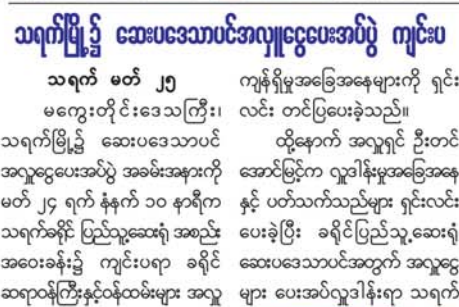 သရက်မြို့၌ ဆေးပဒေသာပင်အလှူငွေပေးအပ်ပွဲ ကျင်းပ
သရက် မတ် ၂၅
မကွေးတိုင်းဒေသကြီး၊
သရက်မြို့၌ ဆေးပဒေသာပင်
အလှူငွေပေးအပ်ပွဲ အခမ်းအနားကို
မတ် ၂၄ ရက် နံနက် ၁၀ နာရီက
သရက်ခရိုင် ပြည်သူ့ဆေးရုံ အစည်း
အဝေးခန်း၌ ကျင်းပရာ ခရိုင်
ဆရာဝန်ကြီးနှင့်ဝန်ထမ်းများ အလှူ
ကျန်ရှိမှုအခြေအနေများကို ရှင်း
လင်း တင်ပြပေးခဲ့သည်။
ထို့နောက် အလှူရှင် ဦးတင်
အောင်မြင့်က လှူဒါန်းမှုအခြေအနေ
နှင့် ပတ်သက်သည်များ ရှင်းလင်း
ပေးခဲ့ပြီး ခရိုင်ပြည်သူ့ဆေးရုံ
ဆေးပဒေသာပင်အတွက် အလှူငွေ
များ ပေးအပ်လှူဒါန်းရာ သရက်